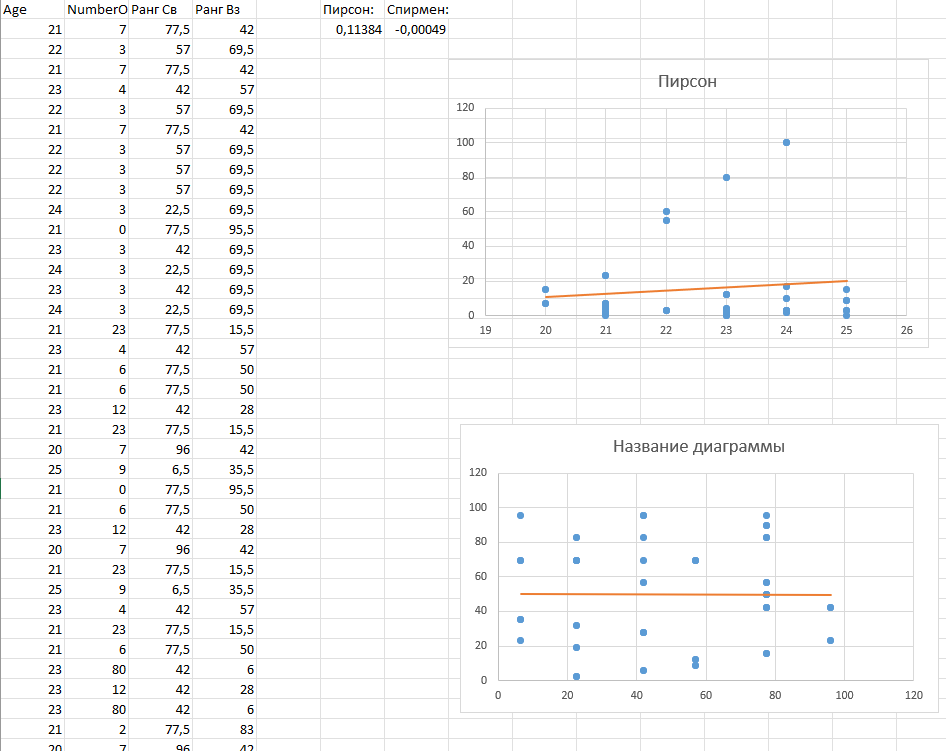 Age NumberO Ранг Св Ранг Вз Пирсон: Спирмен:
21 7 77,5 42 0,11384 -0,00049
22 3 57 69,5
21 7 77,5 42
23 4 42 57
22 3 57 69,5
21 7 77,5 42
22 3 57 69,5
22 3 57 69,5
22 3 57 69,5
24 3 22,5 69,5
21 0 77,5 95,5
23 3 42 69,5
24 3 22,5 69,5
23 3 42 69,5
24 3 22,5 69,5
21 23 77,5 15,5
23 4 42 57
21 6 77,5 50
21 6 77,5 50
23 12 42 28
21 23 77,5 15,5
20 7 96 42
25 9 6,5 35,5
21 0 77,5 95,5
21 6 77,5 50
23 12 42 28
20 7 96 42
21 23 77,5 15,5
25 9 6,5 35,5
23 4 42 57
21 23 77,5 15,5
21 6 77,5 50
23 80 42 6
23 12 42 28
23 80 42 6
21 2 77,5 83
20 7 96 42
Пирсон
120
100
80
60
40
20
0
19 20 21 22 23 24 25 26
Название диаграммы
120
100
80
60
40
20
0
0 20 40 60 80 100 120